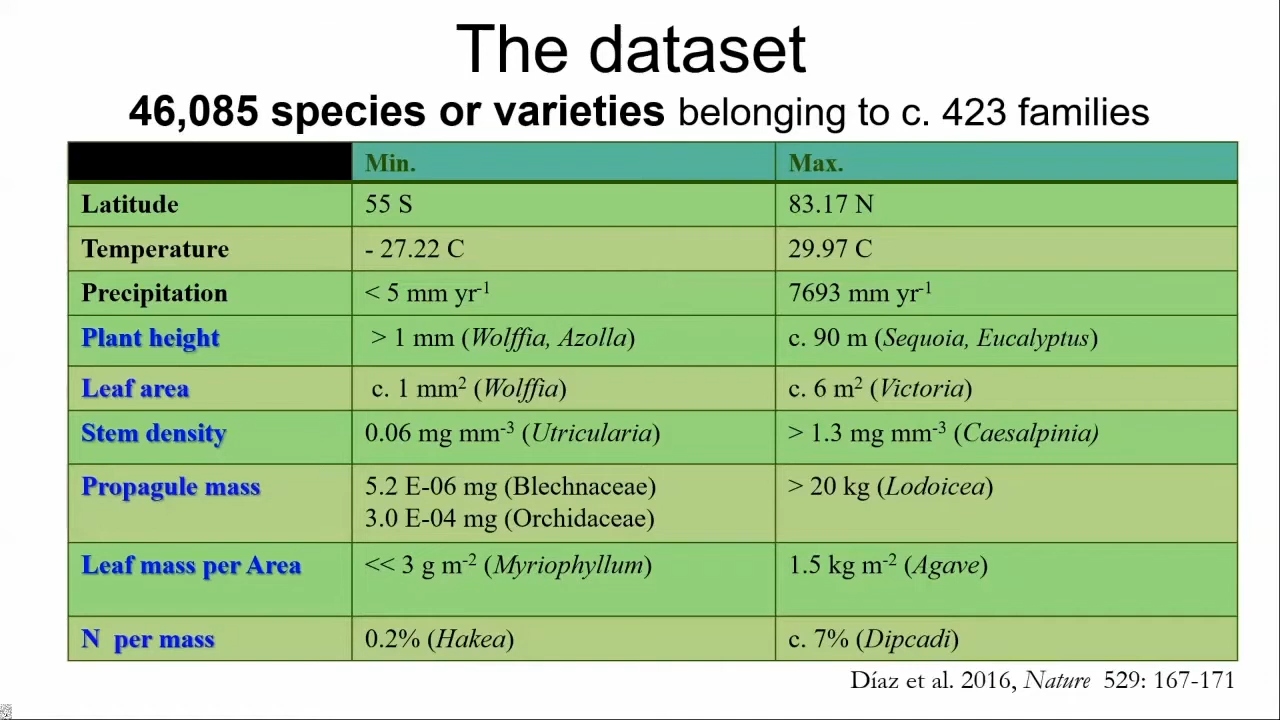 The dataset
46,085 species or varieties belonging to c. 423 families
Min. Max.
Latitude 55 S 83.17 N
Temperature - 27.22 C 29.97 C
Precipitation < 5 mm yr⁻¹ 7693 mm yr⁻¹
Plant height > 1 mm (Wolffia, Azolla) c. 90 m (Sequoia, Eucalyptus)
Leaf area c. 1 mm² (Wolffia) c. 6 m² (Victoria)
Stem density 0.06 mg mm⁻³ (Utricularia) > 1.3 mg mm⁻³ (Caesalpinia)
Propagule mass 5.2 E-06 mg (Blechnaceae) > 20 kg (Lodoicea)
3.0 E-04 mg (Orchidaceae)
Leaf mass per Area << 3 g m⁻² (Myriophyllum) 1.5 kg m⁻² (Agave)
N per mass 0.2% (Hakea) c. 7% (Dipcadi)
Díaz et al. 2016, Nature 529: 167-171